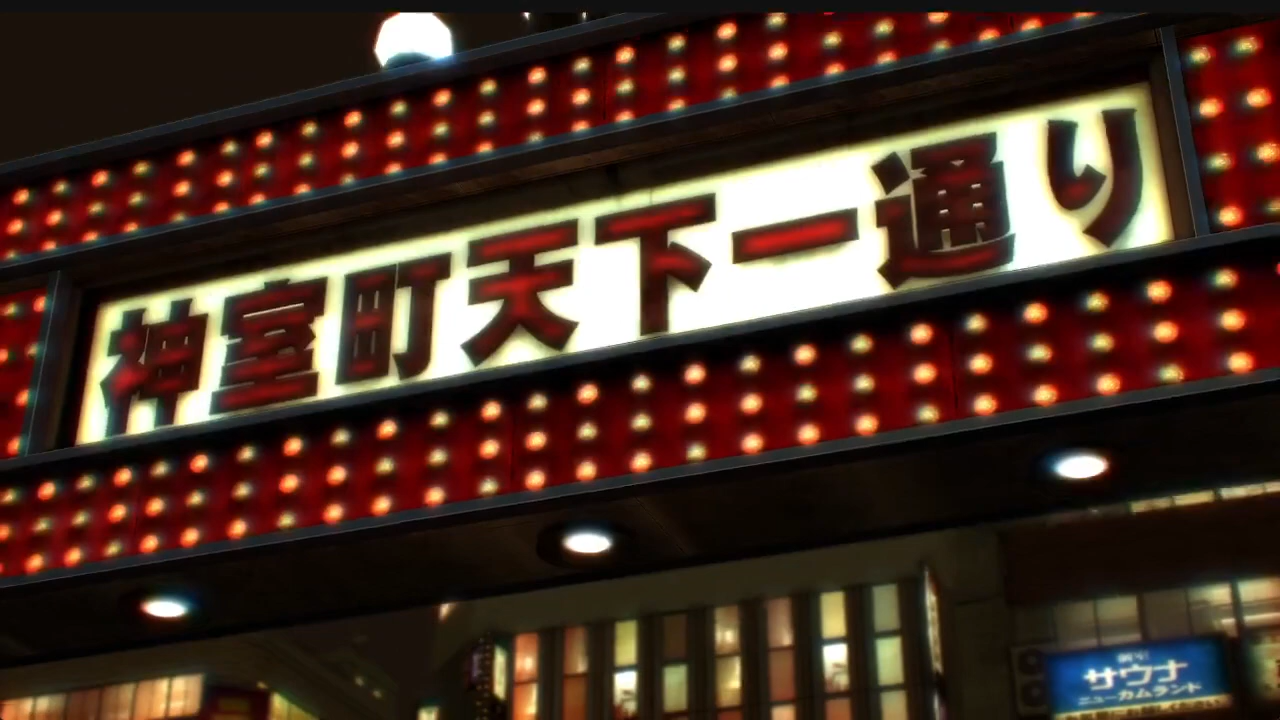 神室町天下一通り
サウナ
ニューカムランド